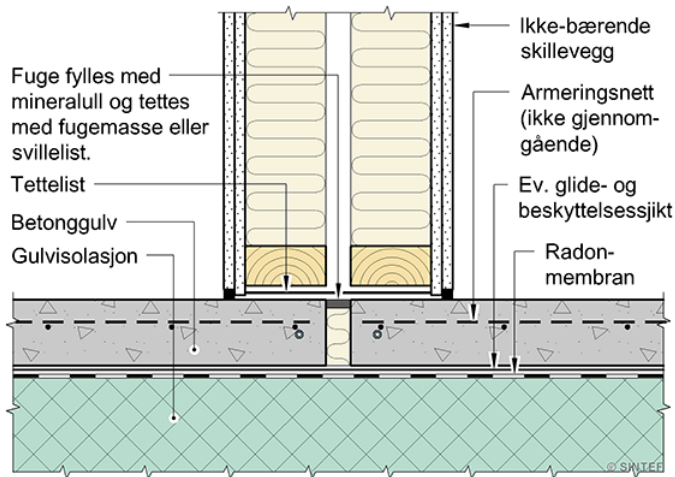 Fuge fylles med
mineralull og tettes
med fugemasse eller
svillelist.
Tettelist
Betonggulv
Gulvisolasjon
Ikke-bærende
skillevegg
Armeringsnett
(ikke gjennom-
gående)
Ev. glide- og
beskyttelsessjikt
Radon-
membran
© SINTEF